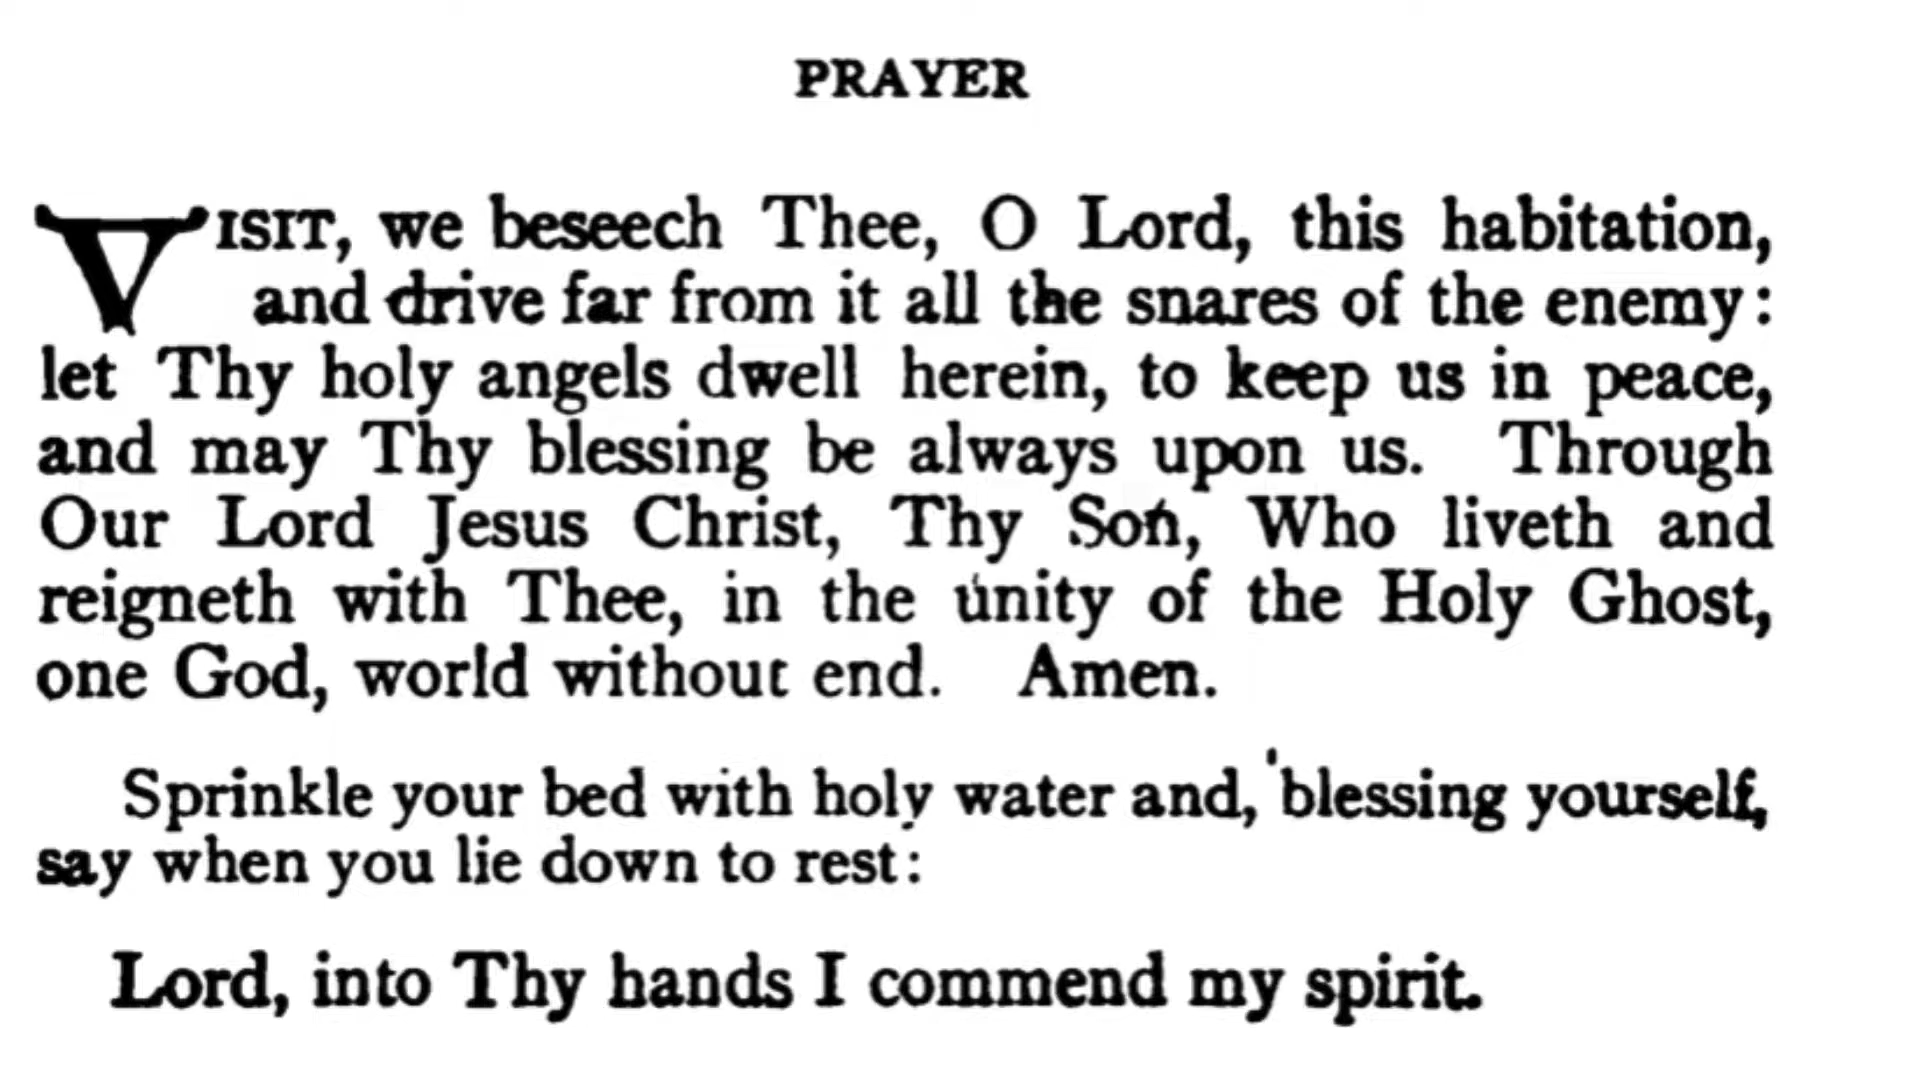 PRAYER
VISIT, we beseech Thee, O Lord, this habitation,
and drive far from it all the snares of the enemy:
let Thy holy angels dwell herein, to keep us in peace,
and may Thy blessing be always upon us. Through
Our Lord Jesus Christ, Thy Son, Who liveth and
reigneth with Thee, in the unity of the Holy Ghost,
one God, world without end. Amen.
Sprinkle your bed with holy water and, blessing yourself,
say when you lie down to rest:
Lord, into Thy hands I commend my spirit.